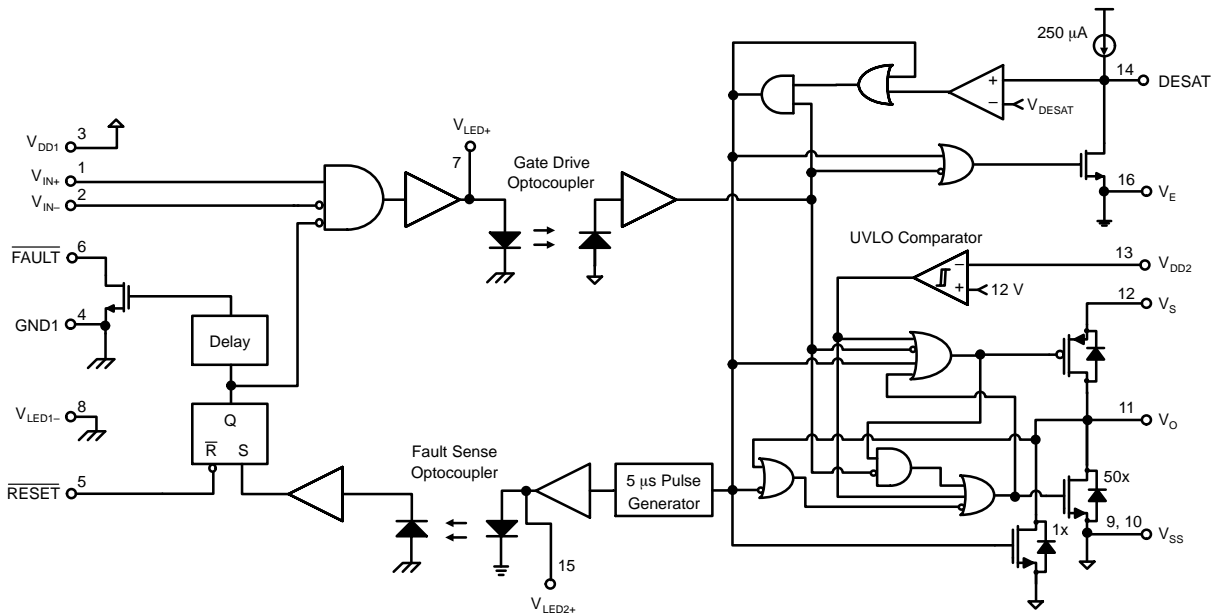 250 μA
14
DESAT
+
–
V_DESAT
3
V_DD1
V_LED+
7
Gate Drive
Optocoupler
1
V_IN+
2
V_IN–
16
V_E
6
FAULT
UVLO Comparator
13
V_DD2
–
+
12 V
12
V_S
4
GND1
Delay
8
V_LED1–
Q
R
S
11
V_O
5
RESET
Fault Sense
Optocoupler
5 μs Pulse
Generator
50x
1x
9, 10
V_SS
15
V_LED2+